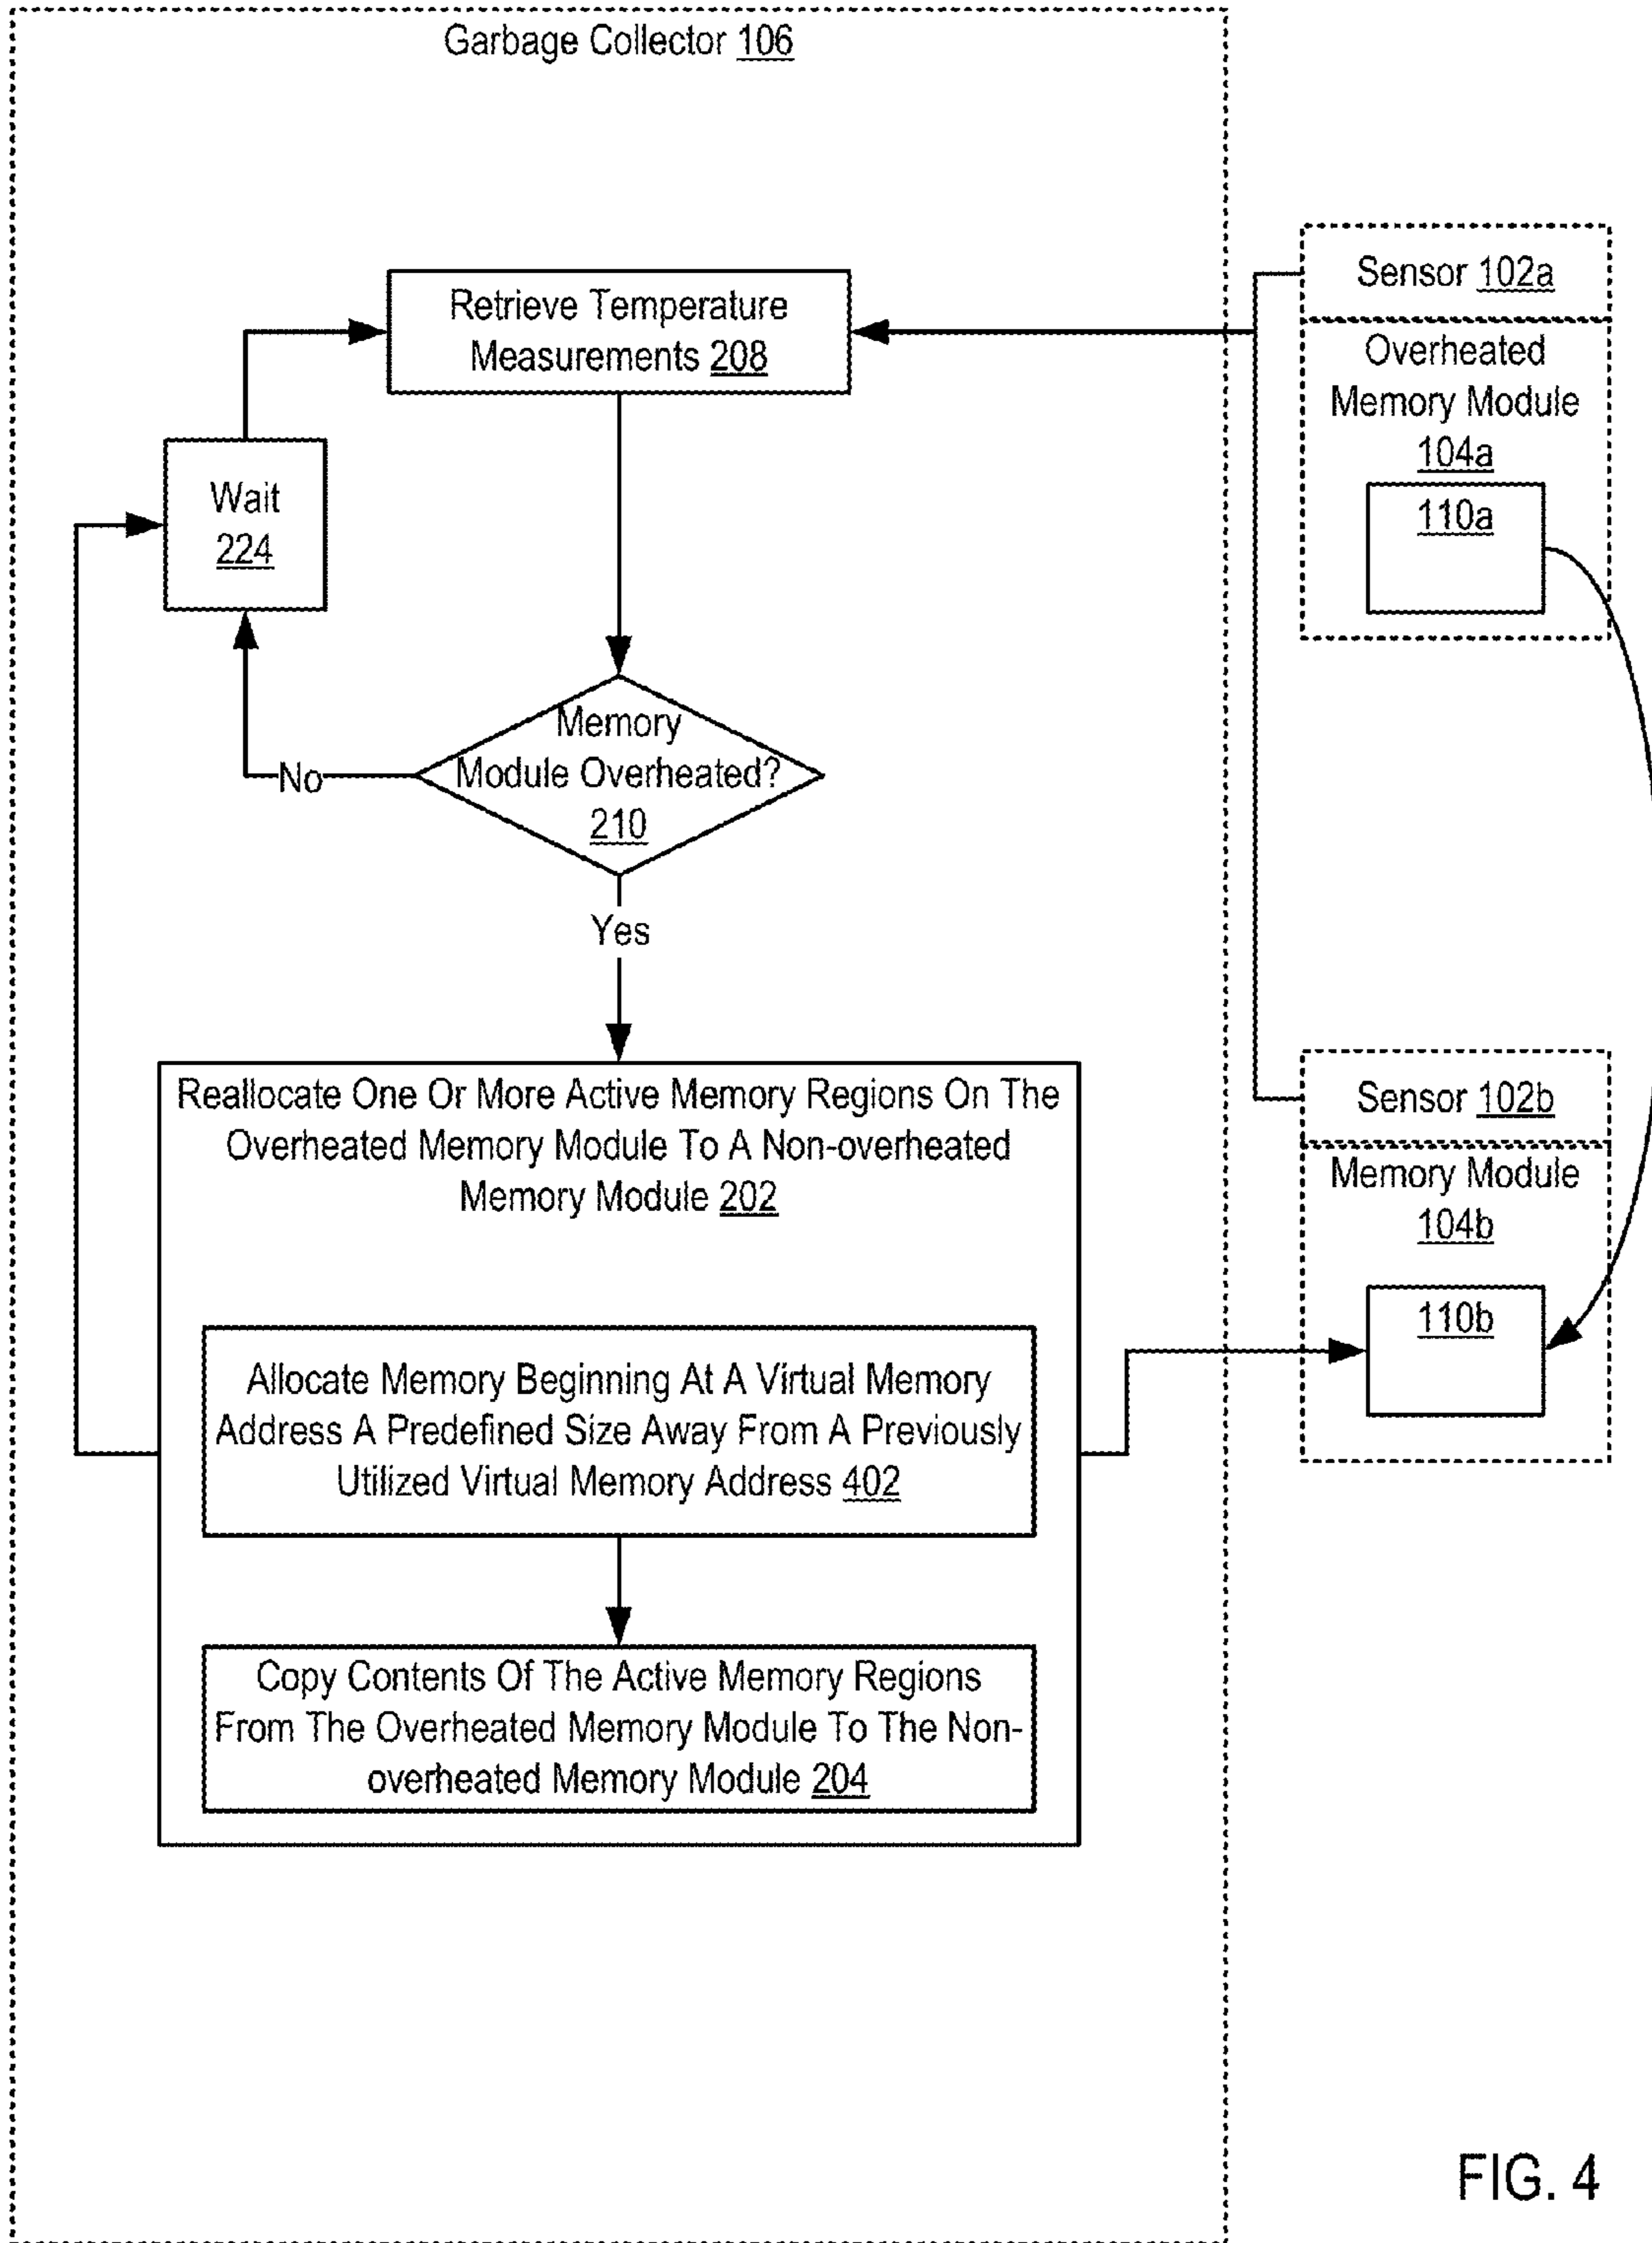 Garbage Collector 106
Retrieve Temperature
Measurements 208
Wait
224
Memory
Module Overheated?
210
No
Yes
Reallocate One Or More Active Memory Regions On The
Overheated Memory Module To A Non-overheated
Memory Module 202
Allocate Memory Beginning At A Virtual Memory
Address A Predefined Size Away From A Previously
Utilized Virtual Memory Address 402
Copy Contents Of The Active Memory Regions
From The Overheated Memory Module To The Non-
overheated Memory Module 204
Sensor 102a
Overheated
Memory Module
104a
110a
Sensor 102b
Memory Module
104b
110b
FIG. 4